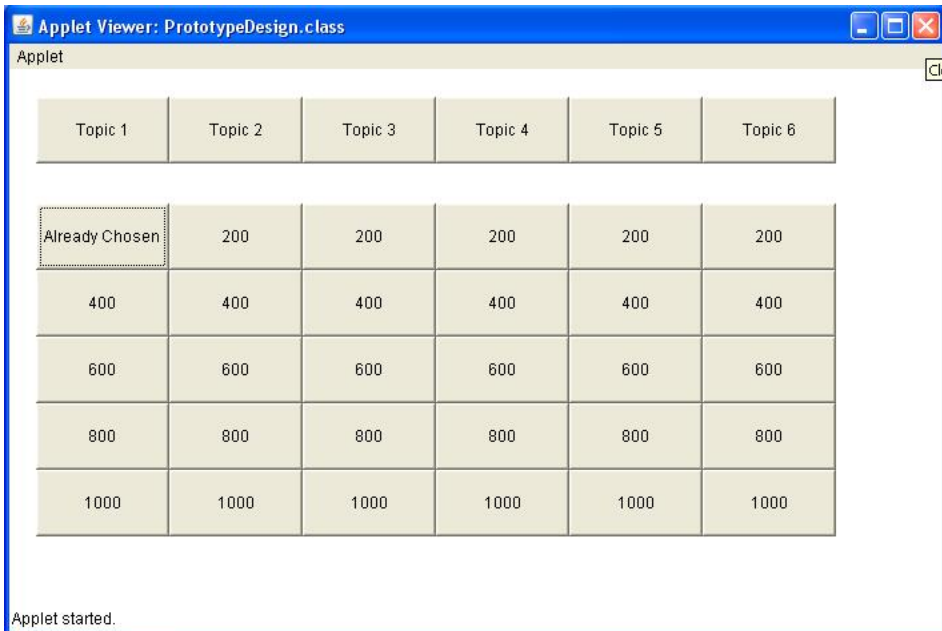 Applet Viewer: PrototypeDesign.class
Applet
Topic 1 Topic 2 Topic 3 Topic 4 Topic 5 Topic 6
Already Chosen 200 200 200 200 200
400 400 400 400 400 400
600 600 600 600 600 600
800 800 800 800 800 800
1000 1000 1000 1000 1000 1000
Applet started.